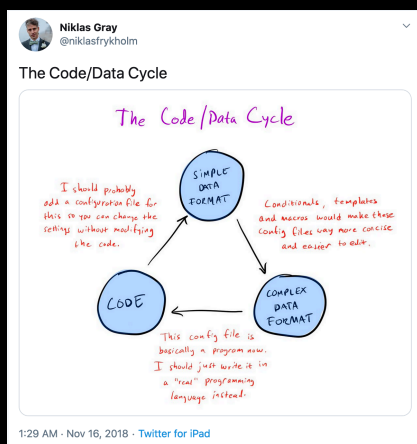 Niklas Gray
@niklasfrykholm
The Code/Data Cycle
The Code/Data Cycle
SIMPLE
DATA
FORMAT
I should probably
add a configuration file for
this so you can change the
settings without modifying
the code.
Conditionals, templates
and macros would make these
config files way more concise
and easier to edit.
CODE
COMPLEX
DATA
FORMAT
This config file is
basically a program now.
I should just write it in
a "real" programming
language instead.
1:29 AM · Nov 16, 2018 · Twitter for iPad